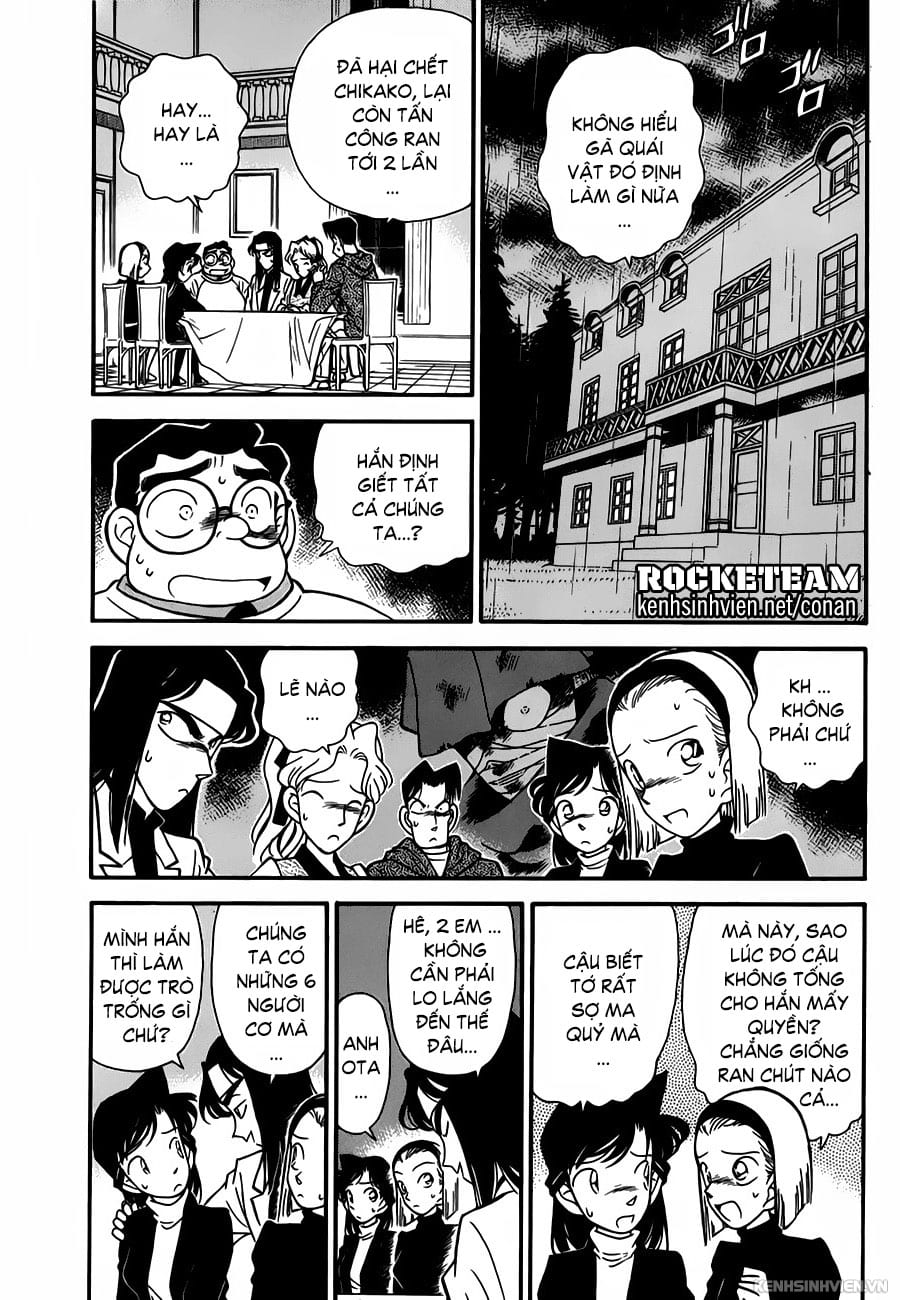 KHÔNG HIỂU
GÃ QUÁI
VẬT ĐÓ ĐỊNH
LÀM GÌ NỮA
...
ゴロ
ゴロ
ĐÃ HẠI CHẾT
CHIKAKO, LẠI
CÒN TẤN
CÔNG RAN
TỚI 2 LẦN
...
HAY...
HAY LÀ
...
ROCKETEAM
kenhsinhvien.net/conan
HẮN ĐỊNH
GIẾT TẤT
CẢ CHÚNG
TA...?
KH ...
KHÔNG
PHẢI CHỨ
...
LẼ NÀO
...
MÀ NÀY, SAO
LÚC ĐÓ CẬU
KHÔNG TỐNG
CHO HẮN MẤY
QUYỀN?
CHẲNG GIỐNG
RAN CHÚT NÀO
CẢ...
CẬU BIẾT
TỚ RẤT
SỢ MA
QUỶ MÀ
...
HÊ, 2 EM ...
KHÔNG
CẦN PHẢI
LO LẮNG
ĐẾN THẾ
ĐÂU...
ANH
OTA
...
CHÚNG
TA CÓ
NHỮNG 6
NGƯỜI
CƠ MÀ
...
MÌNH HẮN
THÌ LÀM
ĐƯỢC TRÒ
TRỐNG GÌ
CHỨ?
KENHSINHVIEN.VN